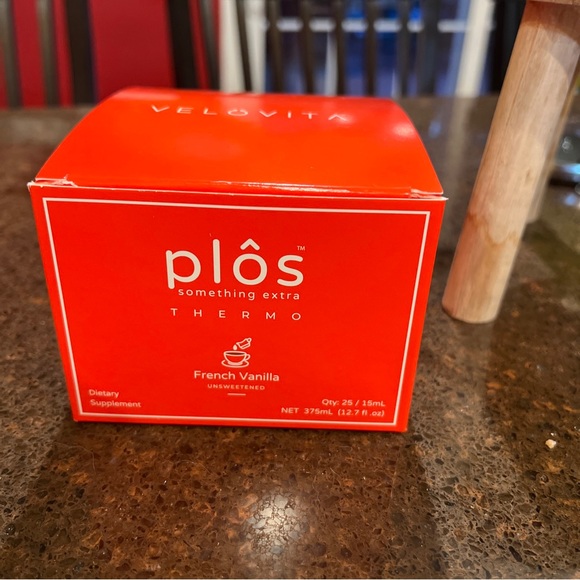 VELOVITA
plôs™
something extra
THERMO
French Vanilla
UNSWEETENED
Dietary
Supplement
Qty: 25 / 15mL
NET 375mL (12.7 fl .oz)